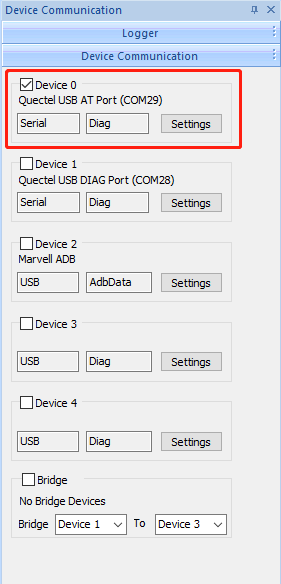 Device Communication
Logger
Device Communication
Device 0
Quectel USB AT Port (COM29)
Serial Diag Settings
Device 1
Quectel USB DIAG Port (COM28)
Serial Diag Settings
Device 2
Marvell ADB
USB AdbData Settings
Device 3
USB Diag Settings
Device 4
USB Diag Settings
Bridge
No Bridge Devices
Bridge Device 1 To Device 3